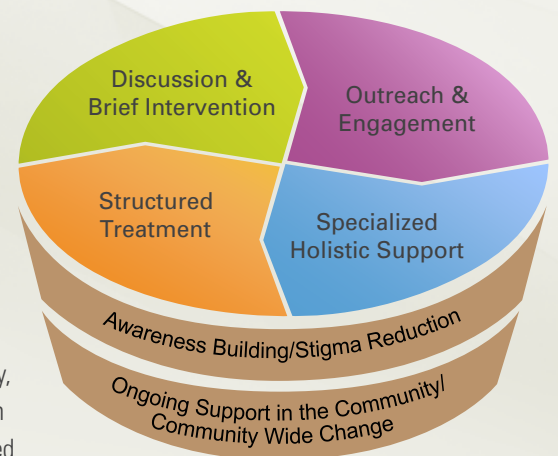 Discussion &
Brief Intervention
Outreach &
Engagement
Structured
Treatment
Specialized
Holistic Support
Awareness Building/Stigma Reduction
Ongoing Support in the Community/
Community Wide Change